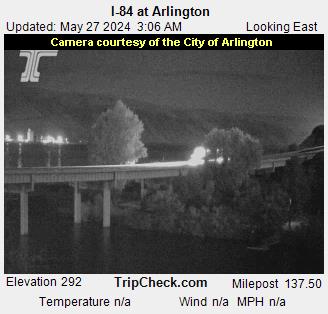 I-84 at Arlington
Updated: May 27 2024 3:06 AM Looking East
Camera courtesy of the City of Arlington
Elevation 292 TripCheck.com Milepost 137.50
Temperature n/a Wind n/a MPH n/a